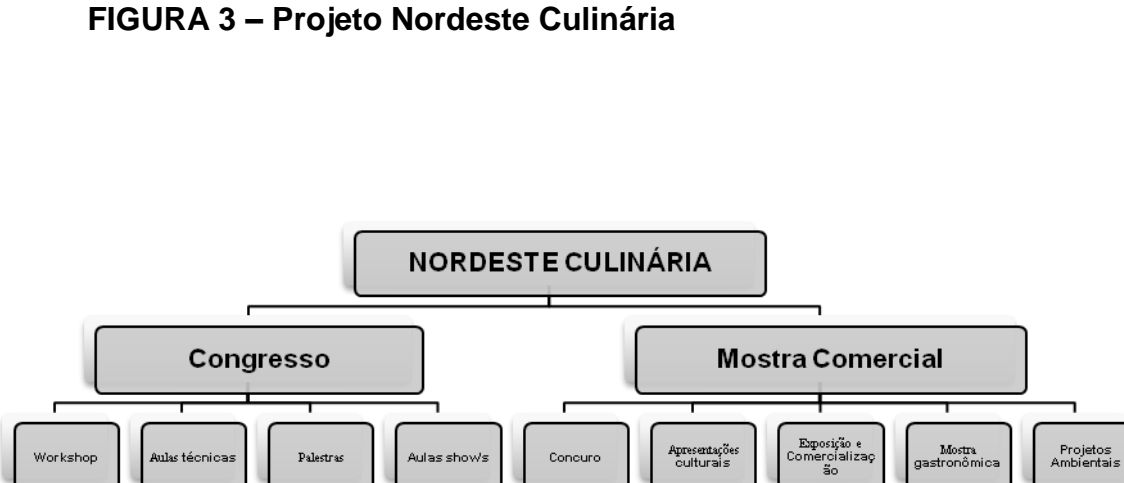 FIGURA 3 – Projeto Nordeste Culinária
NORDESTE CULINÁRIA
Congresso
Mostra Comercial
Workshop
Aulas técnicas
Palestras
Aulas show/s
Concuro
Apresentações
culturais
Exposição e
Comercializaç
ão
Mostra
gastronômica
Projetos
Ambientais